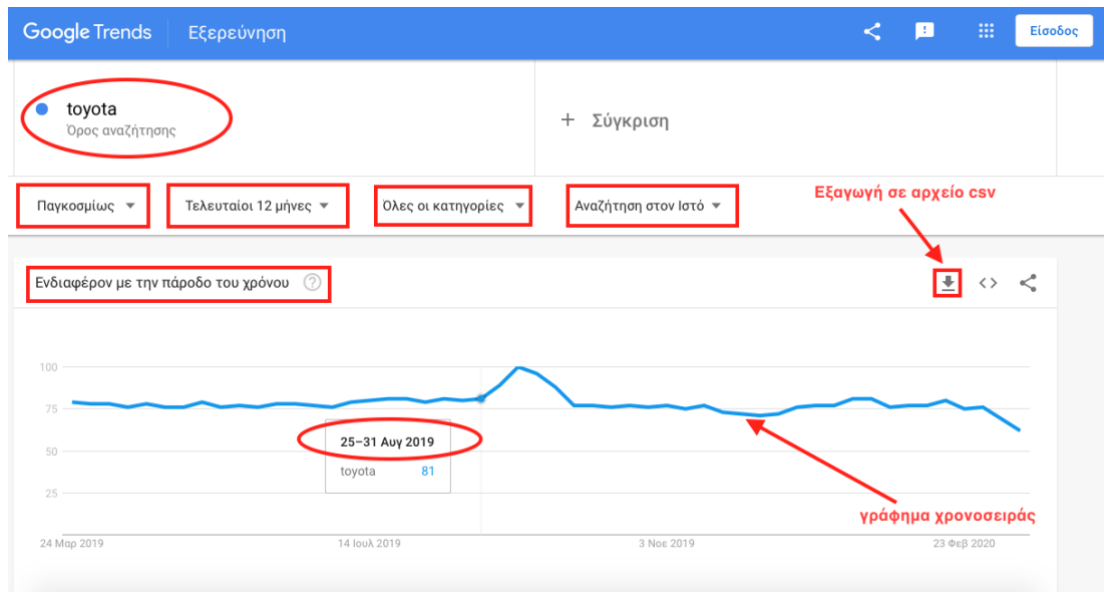 Google Trends Εξερεύνηση Είσοδος
toyota
Όρος αναζήτησης
+ Σύγκριση
Παγκοσμίως Τελευταίοι 12 μήνες Όλες οι κατηγορίες Αναζήτηση στον Ιστό
Εξαγωγή σε αρχείο csv
Ενδιαφέρον με την πάροδο του χρόνου
100
75
50
25
25–31 Αυγ 2019
toyota 81
γράφημα χρονοσειράς
24 Μαρ 2019 14 Ιουλ 2019 3 Νοε 2019 23 Φεβ 2020